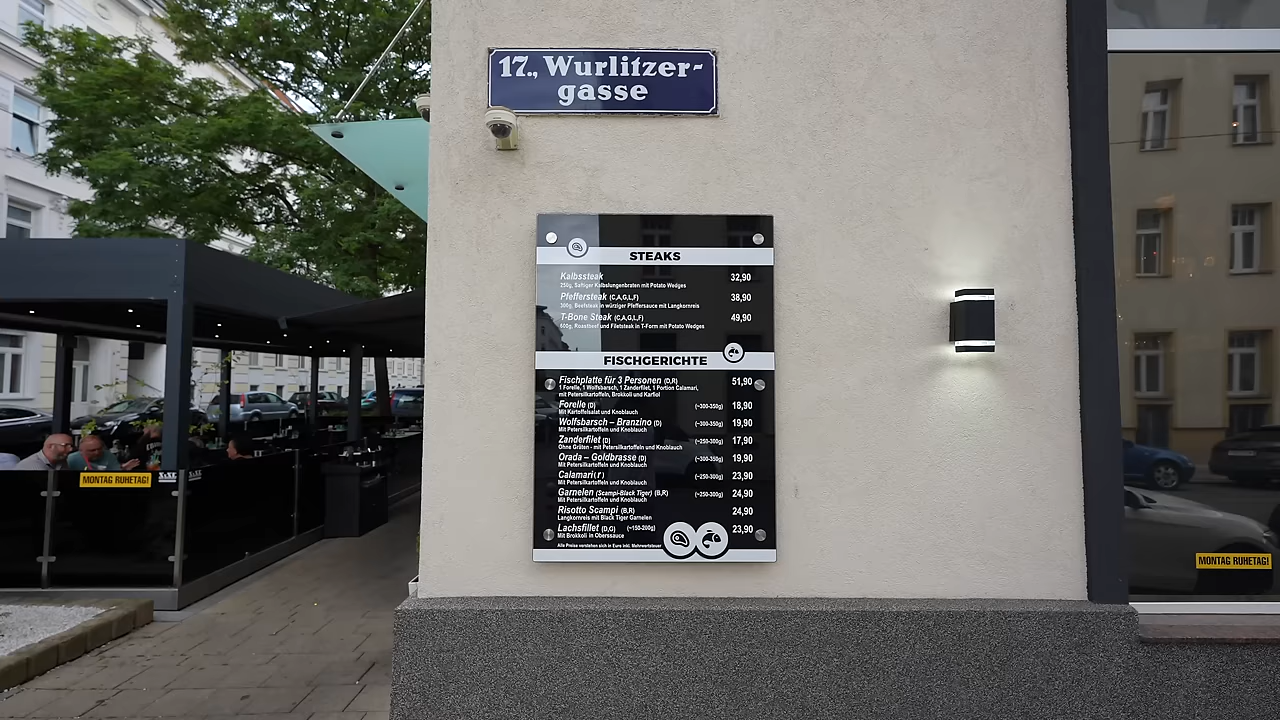 17., Wurlitzer-
gasse
STEAKS
Kalbssteak 32,90
250g, Saftiger Kalbslungenbraten mit Potato Wedges
Pfeffersteak (C,A,G,L,F) 38,90
300g, Beefsteak in würziger Pfeffersauce mit Langkornreis
T-Bone Steak (C,A,G,L,F) 49,90
600g, Roastbeef und Filetsteak in T-Form mit Potato Wedges
FISCHGERICHTE
Fischplatte für 3 Personen (D,R) 51,90
1 Forelle, 1 Wolfsbarsch, 1 Zanderfilet, 1 Portion Calamari,
mit Petersilkartoffeln, Brokkoli und Karfiol
Forelle (D) (~300-350g) 18,90
Mit Kartoffelsalat und Knoblauch
Wolfsbarsch – Branzino (D) (~300-350g) 19,90
Mit Petersilkartoffeln und Knoblauch
Zanderfilet (D) (~250-300g) 17,90
Ohne Gräten - mit Petersilkartoffeln und Knoblauch
Orada – Goldbrasse (D) (~300-350g) 19,90
Mit Petersilkartoffeln und Knoblauch
Calamari (r) (~250-300g) 23,90
Mit Petersilkartoffeln und Knoblauch
Garnelen (Scampi-Black Tiger) (B,R) (~250-300g) 24,90
Mit Petersilkartoffeln und Knoblauch
Risotto Scampi (B,R) 24,90
Langkornreis mit Black Tiger Garnelen
Lachsfillet (D,G) (~150-200g) 23,90
Mit Brokkoli in Oberssauce
Alle Preise verstehen sich in Euro inkl. Mehrwertsteuer
MONTAG RUHETAG!
MONTAG RUHETAG!